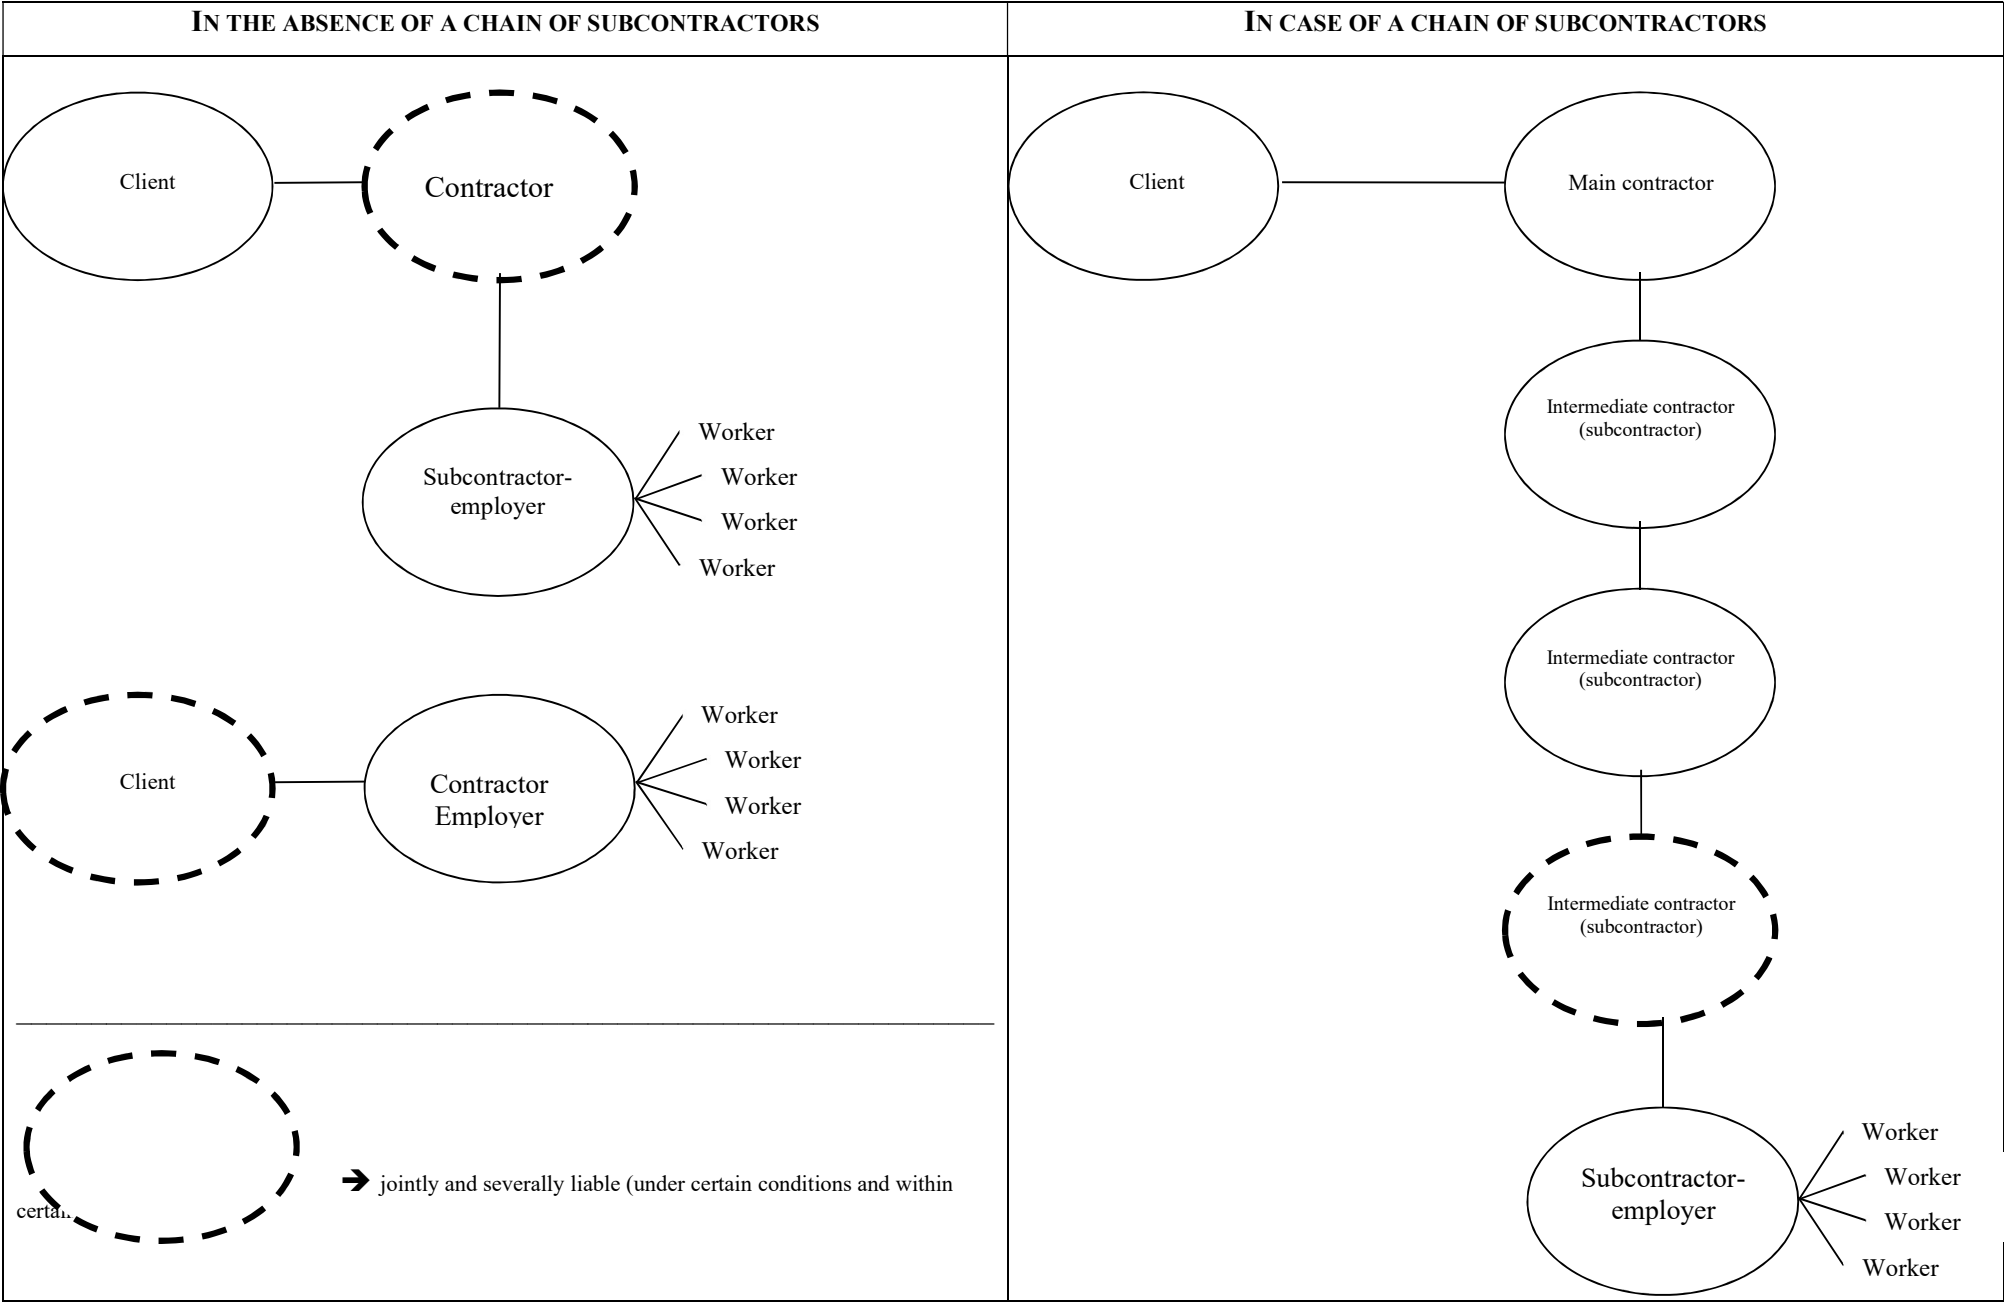 IN THE ABSENCE OF A CHAIN OF SUBCONTRACTORS
Client
Contractor
Subcontractor-
employer
Worker
Worker
Worker
Worker
Client
Contractor
Employer
Worker
Worker
Worker
Worker
➔ jointly and severally liable (under certain conditions and within
IN CASE OF A CHAIN OF SUBCONTRACTORS
Client
Main contractor
Intermediate contractor
(subcontractor)
Intermediate contractor
(subcontractor)
Intermediate contractor
(subcontractor)
Subcontractor-
employer
Worker
Worker
Worker
Worker